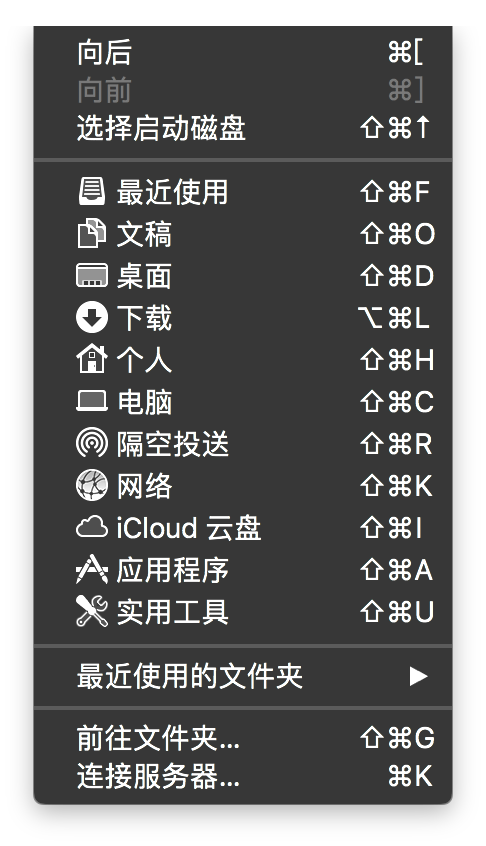 向后 ⌘[
向前 ⌘]
选择启动磁盘 ⇧⌘↑
最近使用 ⇧⌘F
文稿 ⇧⌘O
桌面 ⇧⌘D
下载 ⌥⌘L
个人 ⇧⌘H
电脑 ⇧⌘C
隔空投送 ⇧⌘R
网络 ⇧⌘K
iCloud 云盘 ⇧⌘I
应用程序 ⇧⌘A
实用工具 ⇧⌘U
最近使用的文件夹 ▶
前往文件夹... ⇧⌘G
连接服务器... ⌘K